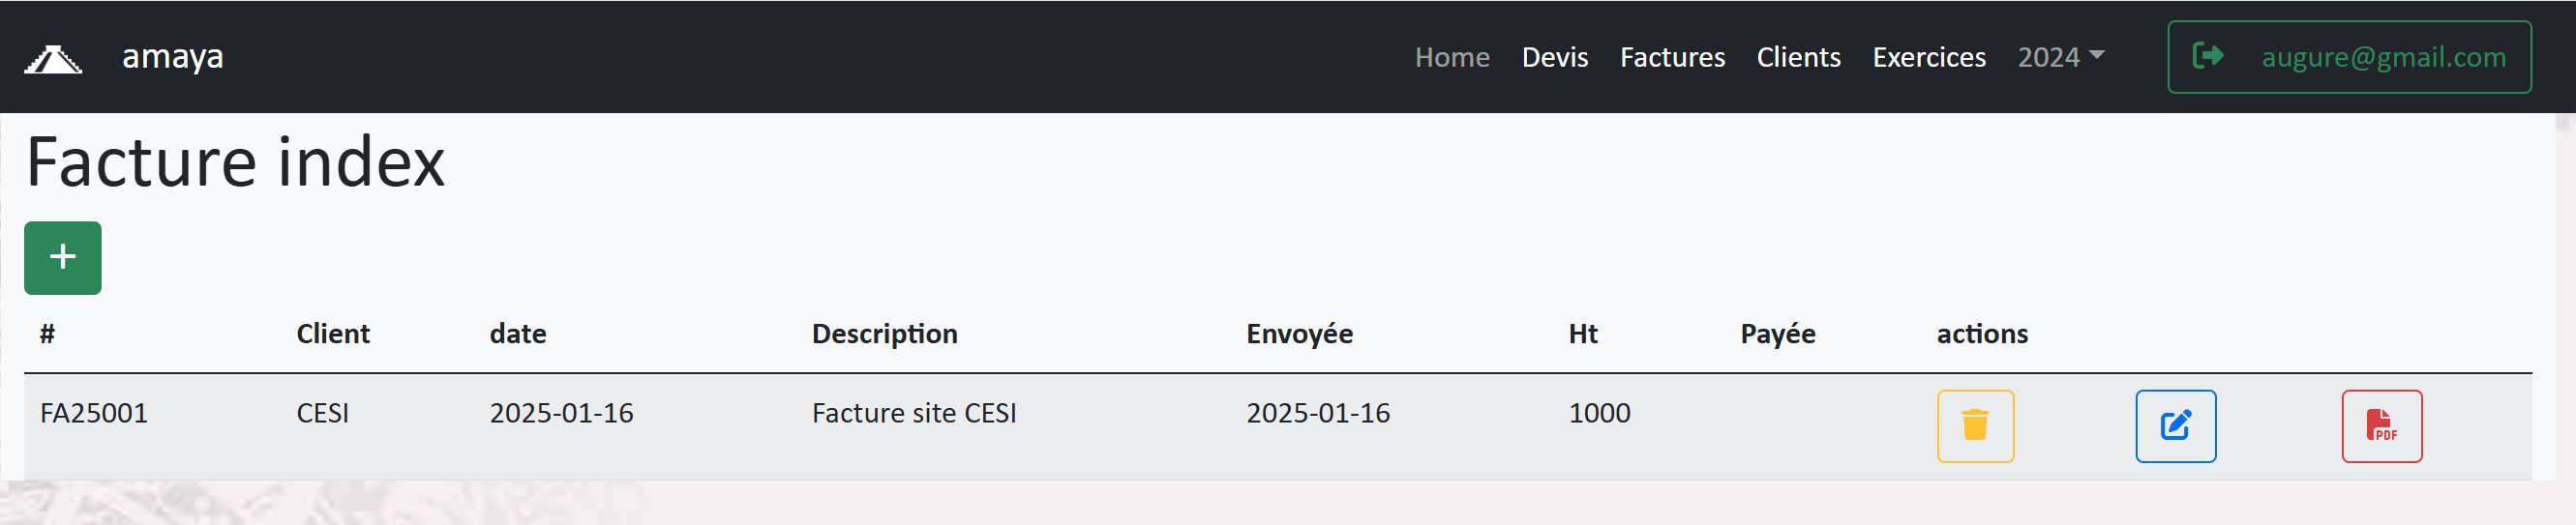 amaya Home Devis Factures Clients Exercices 2024 augure@gmail.com
Facture index
+
# Client date Description Envoyée Ht Payée actions
FA25001 CESI 2025-01-16 Facture site CESI 2025-01-16 1000 PDF